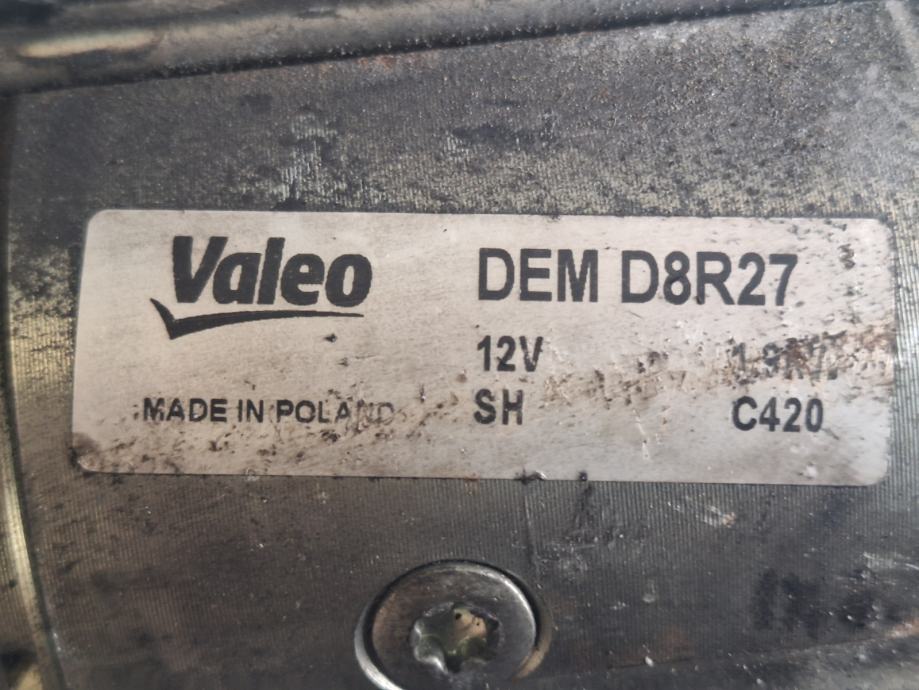 Valeo
DEM D8R27
12V
SH
C420
MADE IN POLAND